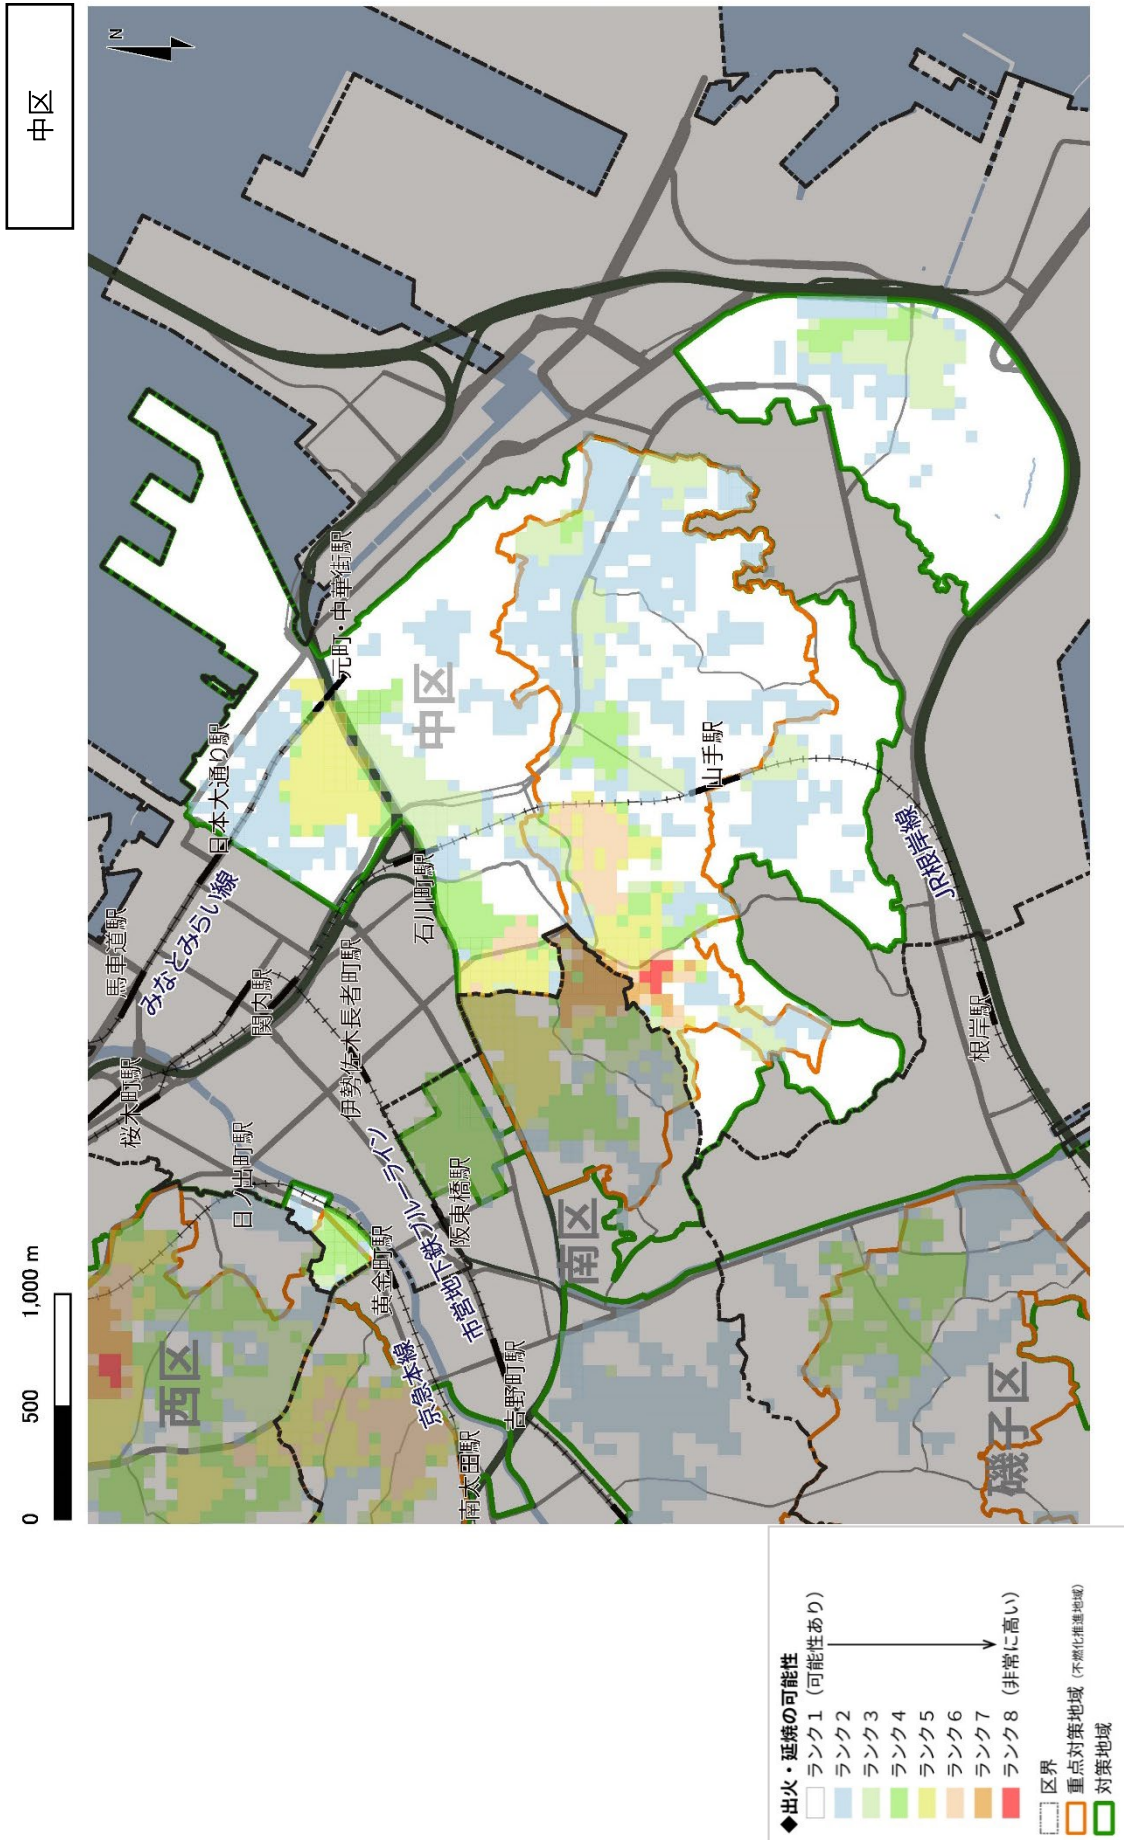 中区
N
0 500 1,000 m
馬車道駅
みなとみらい線
日本大通り駅
元町・中華街駅
桜木町駅
関内駅
石川町駅
中区
日ノ出町駅
伊勢佐木長者町駅
山手駅
西区
黄金町駅
市営地下鉄ブルーライン
阪東橋駅
南区
JR根岸線
根岸駅
京急本線
南太田駅
吉野町駅
磯子区
◆出火・延焼の可能性
ランク1（可能性あり）
ランク2
ランク3
ランク4
ランク5
ランク6
ランク7
ランク8（非常に高い）
区界
重点対策地域（不燃化推進地域）
対策地域